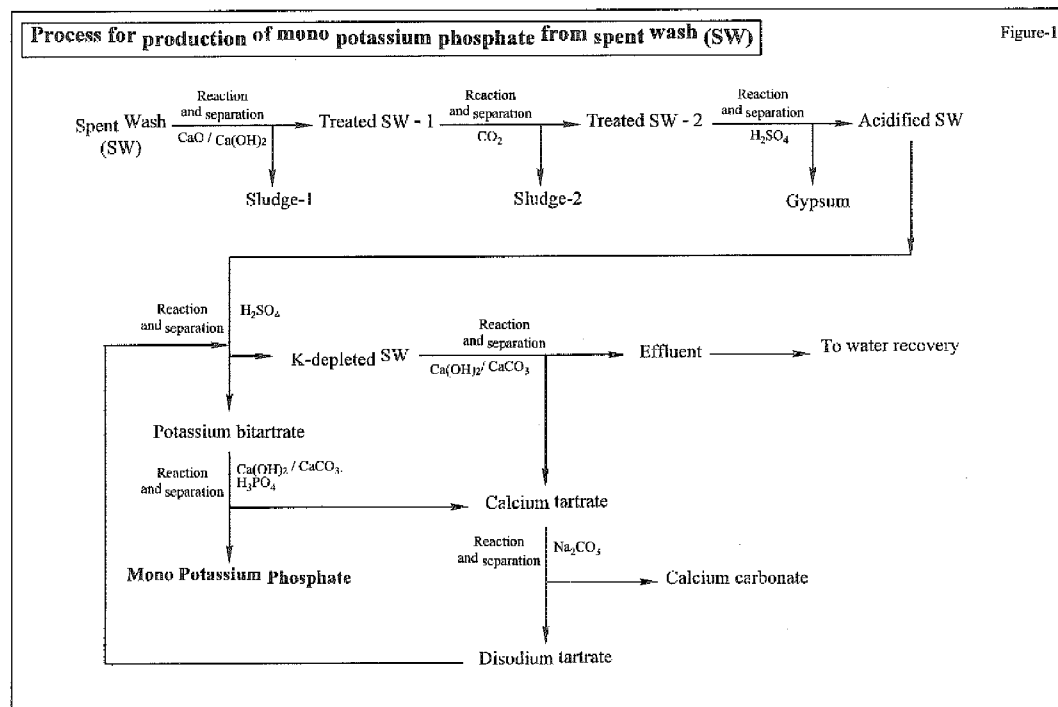 Process for production of mono potassium phosphate from spent wash (SW)
Figure-1
Reaction
and separation
Spent Wash
(SW)
CaO / Ca(OH)2
Treated SW - 1
Reaction
and separation
CO2
Treated SW - 2
Reaction
and separation
H2SO4
Acidified SW
Sludge-1
Sludge-2
Gypsum
Reaction
and separation
H2SO4
K-depleted SW
Reaction
and separation
Ca(OH)2/ CaCO3
Effluent
To water recovery
Potassium bitartrate
Reaction
and separation
Ca(OH)2 / CaCO3.
H3PO4
Calcium tartrate
Mono Potassium Phosphate
Reaction
and separation
Na2CO3
Calcium carbonate
Disodium tartrate